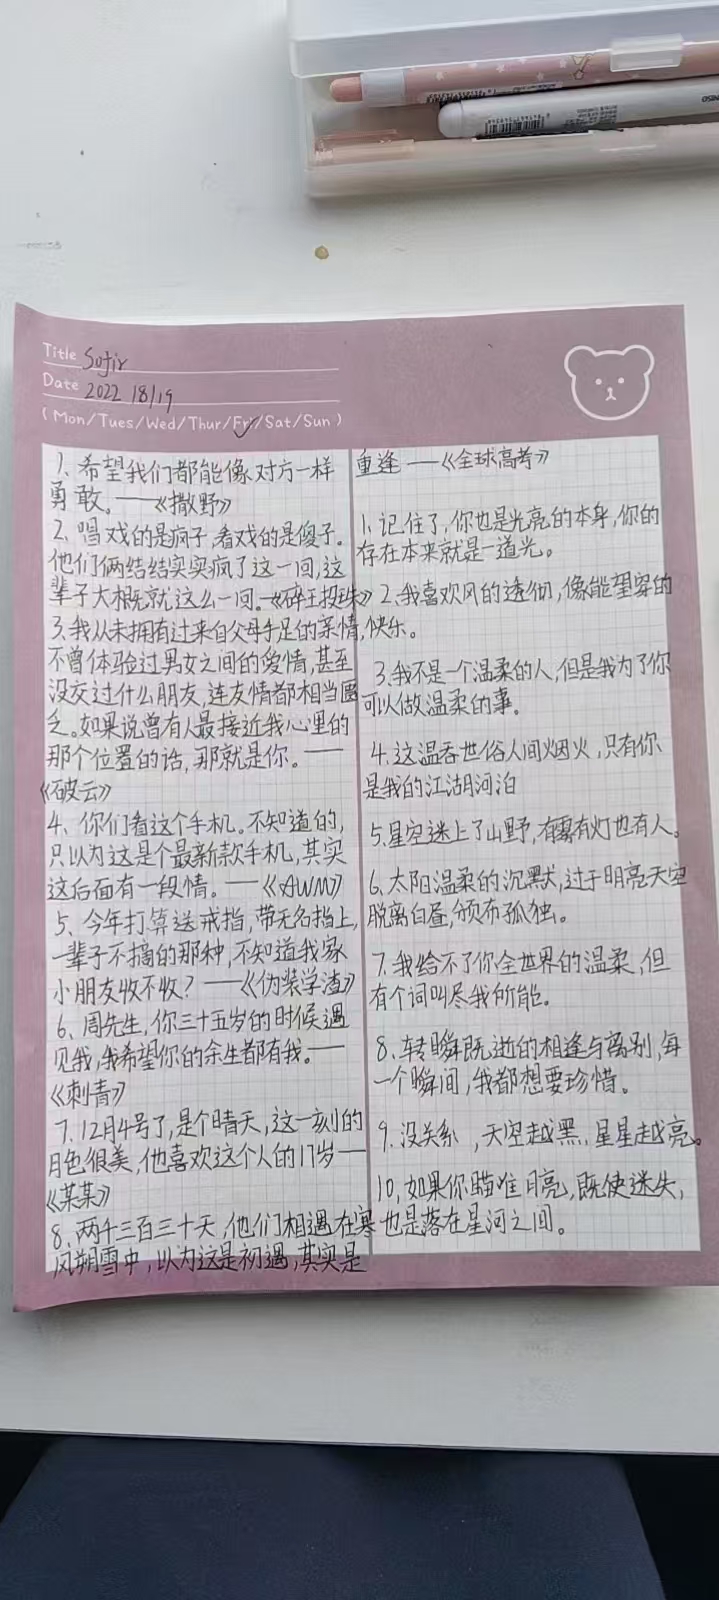 Title
Date 2022 18/19
( Mon/Tues/Wed/Thur/Fri/Sat/Sun )
1、希望我们都能像对方一样
勇敢。——《撒野》
2、唱戏的是疯子,看戏的是傻子。
他们俩结结实实疯了这一回,这
辈子大概就这么一回。《碎玉投珠》
3.我从未拥有过来自父母手足的亲情,
不曾体验过男女之间的爱情,甚至
没交过什么朋友,连友情都相当匮
乏。如果说曾有人最接近我心里的
那个位置的话,那就是你。——
《破云》
4、你们看这个手机。不知道的,
只以为这是个最新款手机,其实
这后面有一段情。——《AWM》
5、今年打算送戒指,带无名指上,
一辈子不摘的那种,不知道我家
小朋友收不收?——《伪装学渣》
6、周先生,你三十五岁的时候遇
见我,我希望你的余生都有我。——
《刺青》
7.12月4号了,是个晴天,这一刻的
月色很美,他喜欢这个人的17岁——
《某某》
8、两千三百三十天,他们相遇在寒
风朔雪中,以为这是初遇,其实是
重逢——《全球高考》
1.记住了,你也是光亮的本身,你的
存在本来就是一道光。
2.我喜欢风的透彻,像能望穿的
快乐。
3.我不是一个温柔的人,但是我为了你
可以做温柔的事。
4.这温吞世俗人间烟火,只有你
是我的江湖河泊
5.星空迷上了山野,有雾有灯也有人。
6、太阳温柔的沉默,过于明亮天空
脱离白昼,颁布孤独。
7.我给不了你全世界的温柔,但
有个词叫尽我所能。
8、转瞬既逝的相逢与离别,每
一个瞬间,我都想要珍惜。
9.没关系,天空越黑,星星越亮。
10,如果你瞄准月亮,既使迷失,
也是落在星河之间。